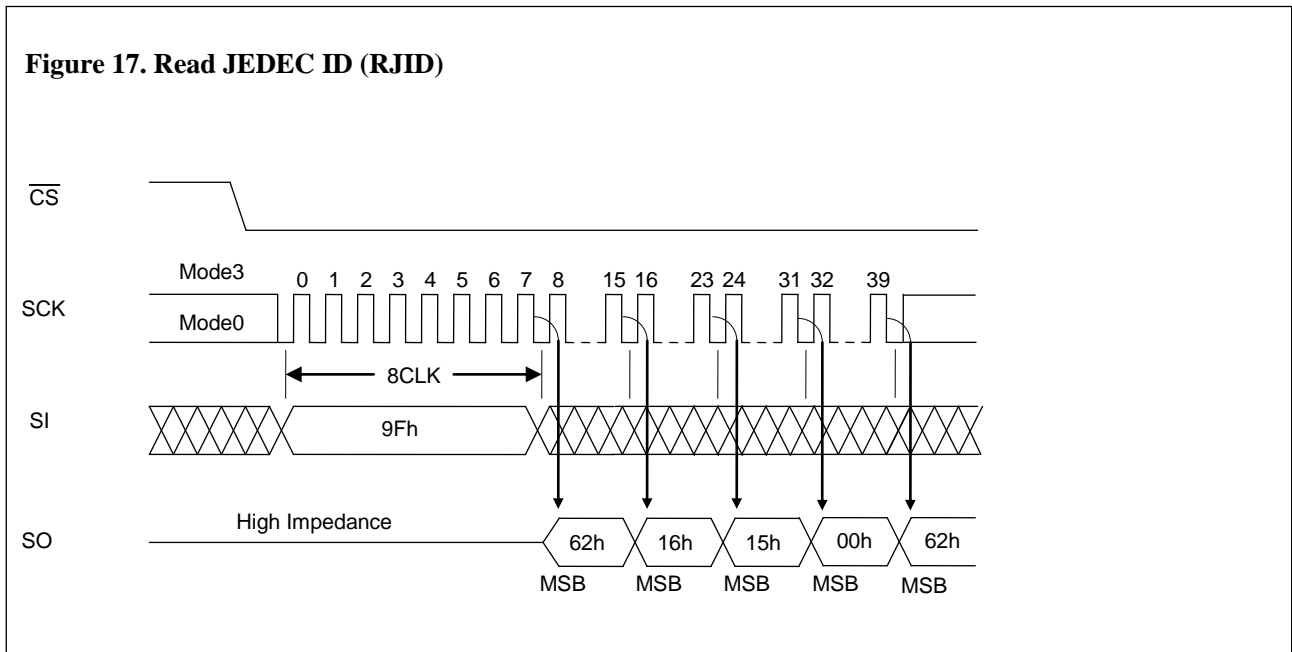 Figure 17. Read JEDEC ID (RJID)
CS
Mode3
0 1 2 3 4 5 6 7 8 15 16 23 24 31 32 39
SCK
Mode0
8CLK
SI
9Fh
High Impedance
SO
62h 16h 15h 00h 62h
MSB MSB MSB MSB MSB